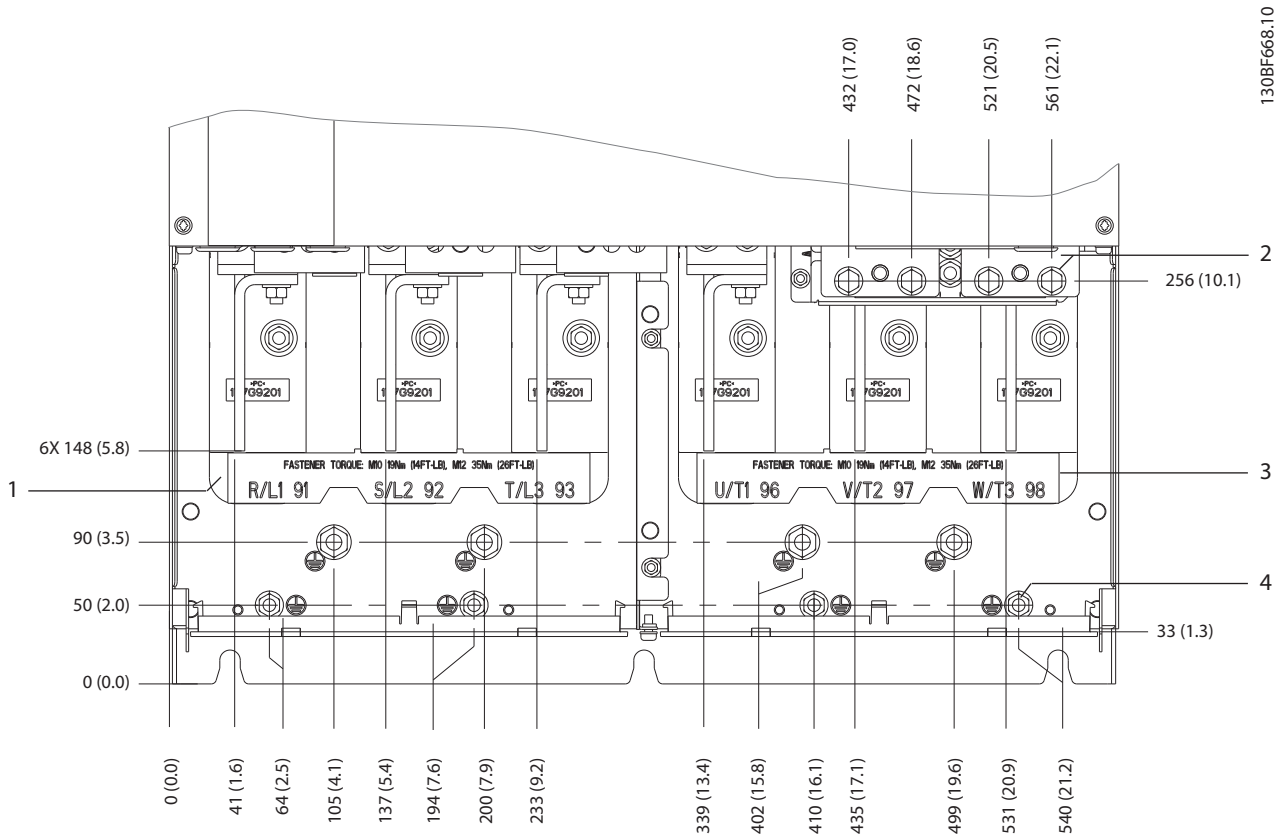 130BF668.10
432 (17.0)
472 (18.6)
521 (20.5)
561 (22.1)
2
256 (10.1)
•PC•
•PC•
•PC•
•PC•
•PC•
•PC•
6X 148 (5.8)
FASTENER TORQUE: M10 19Nm (14FT-LB), M12 35Nm (26FT-LB)
FASTENER TORQUE: M10 19Nm (14FT-LB), M12 35Nm (26FT-LB)
3
1
R/L1 91 S/L2 92 T/L3 93
U/T1 96 V/T2 97 W/T3 98
90 (3.5)
50 (2.0)
4
33 (1.3)
0 (0.0)
0 (0.0)
41 (1.6)
64 (2.5)
105 (4.1)
137 (5.4)
194 (7.6)
200 (7.9)
233 (9.2)
339 (13.4)
402 (15.8)
410 (16.1)
435 (17.1)
499 (19.6)
531 (20.9)
540 (21.2)